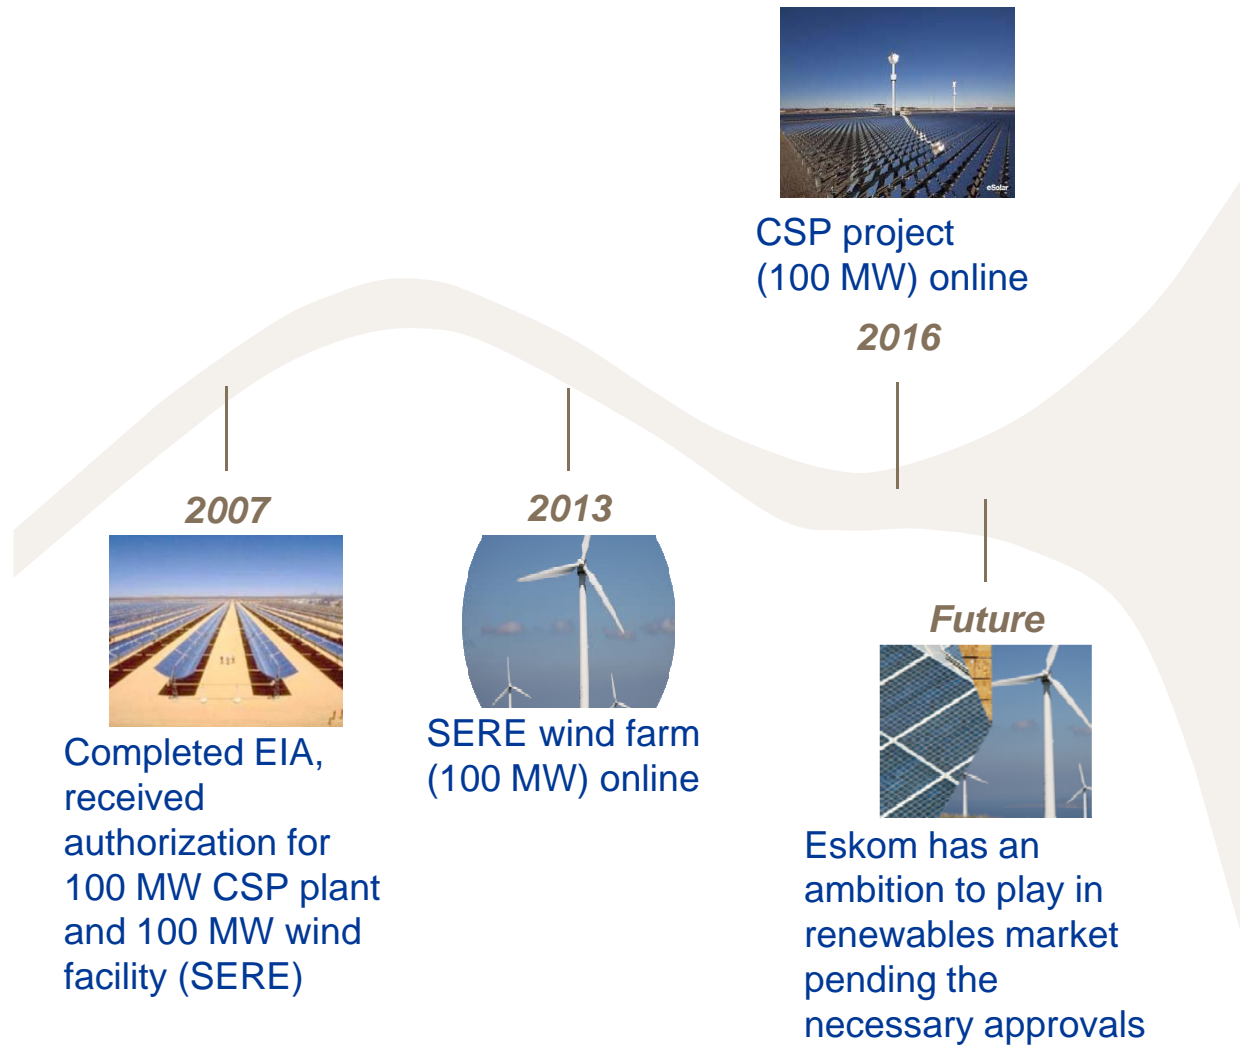 eSolar
CSP project
(100 MW) online
2016
2007
2013
Completed EIA,
received
authorization for
100 MW CSP plant
and 100 MW wind
facility (SERE)
SERE wind farm
(100 MW) online
Future
Eskom has an
ambition to play in
renewables market
pending the
necessary approvals